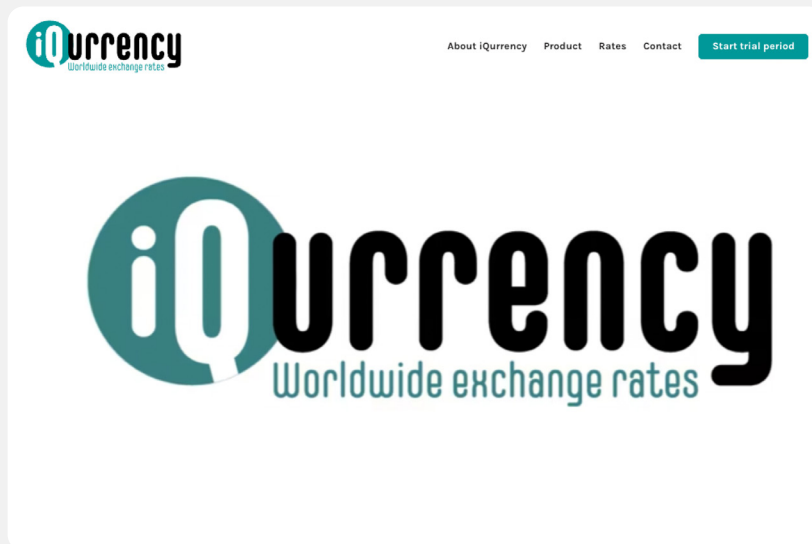 iQurrency
Worldwide exchange rates
About iQurrency
Product
Rates
Contact
Start trial period
iQurrency
Worldwide exchange rates